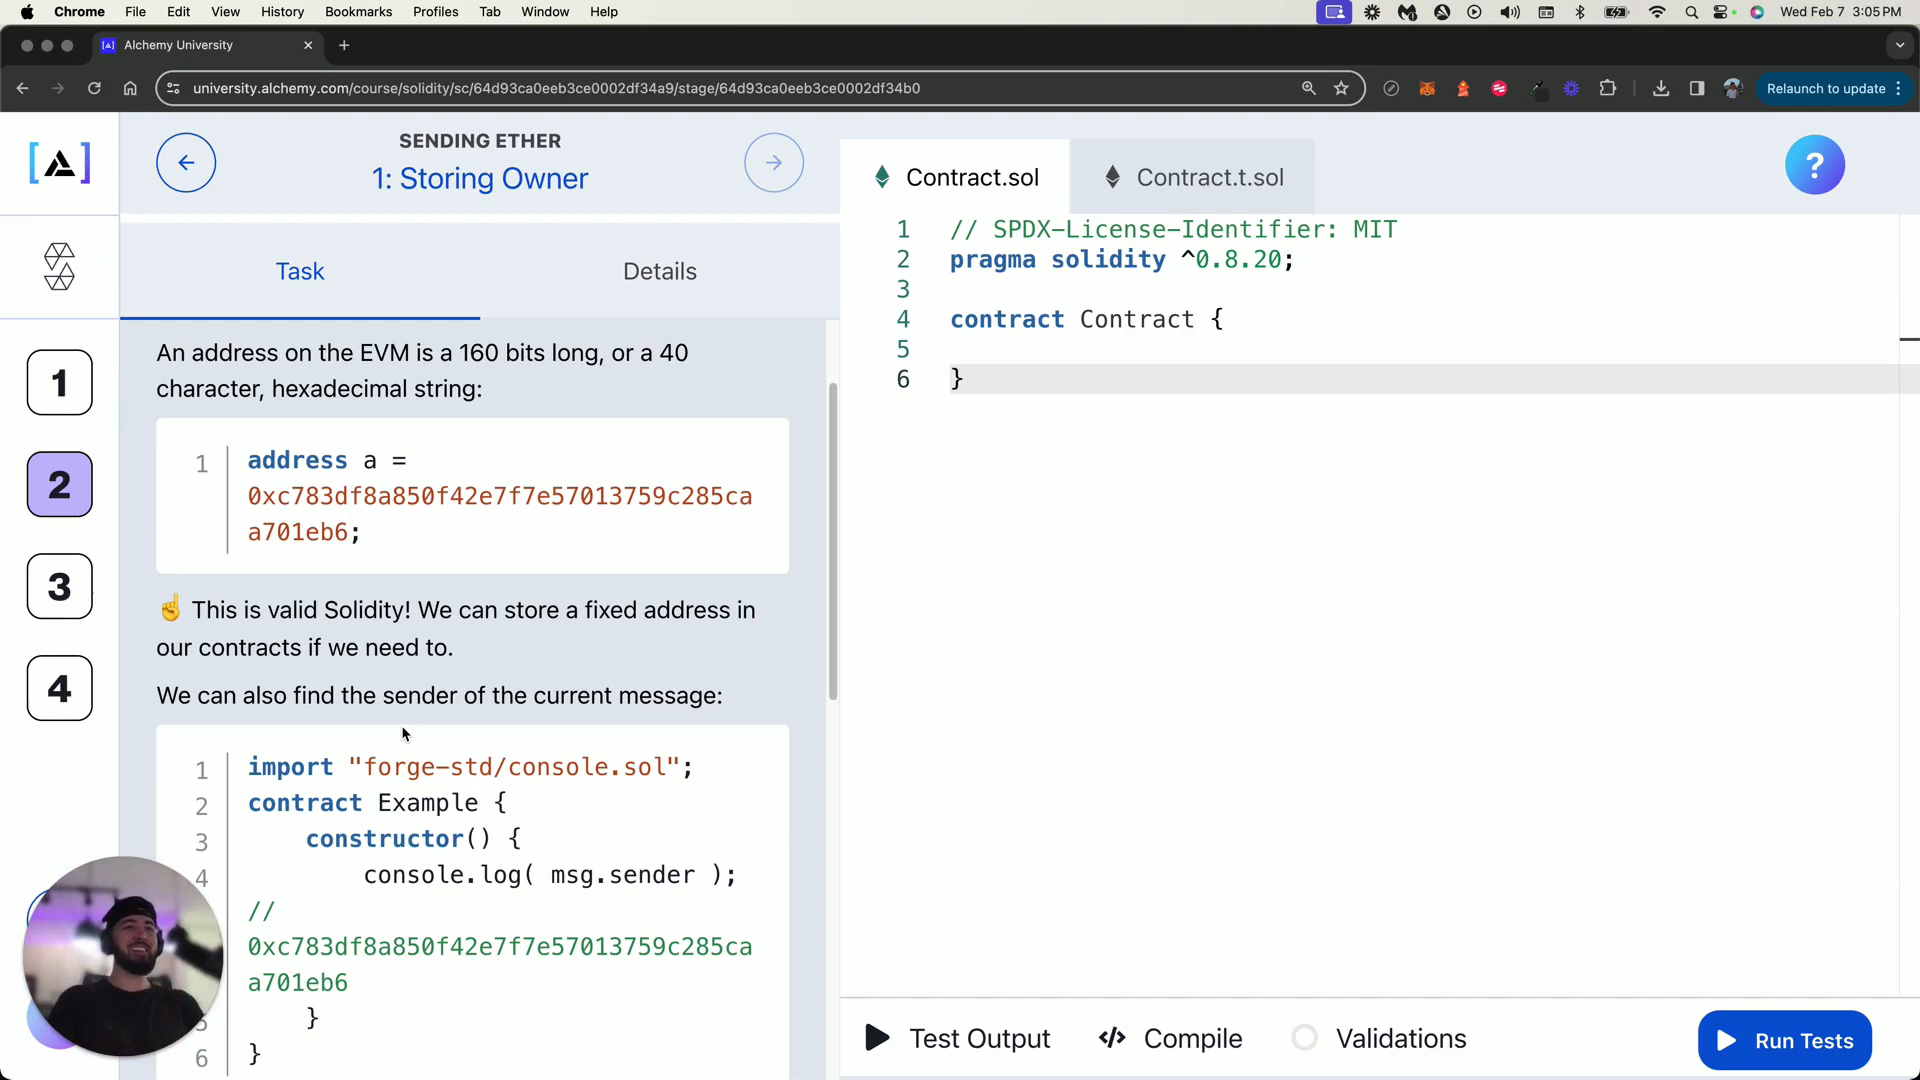 Chrome File Edit View History Bookmarks Profiles Tab Window Help Wed Feb 7 3:05 PM
Alchemy University
university.alchemy.com/course/solidity/sc/64d93ca0eeb3ce0002df34a9/stage/64d93ca0eeb3ce0002df34b0
Relaunch to update
SENDING ETHER
1: Storing Owner
Task Details
1
2
3
4
An address on the EVM is a 160 bits long, or a 40
character, hexadecimal string:
1 address a =
0xc783df8a850f42e7f7e57013759c285ca
a701eb6;
☝️ This is valid Solidity! We can store a fixed address in
our contracts if we need to.
We can also find the sender of the current message:
1 import "forge-std/console.sol";
2 contract Example {
3 constructor() {
4 console.log( msg.sender );
//
0xc783df8a850f42e7f7e57013759c285ca
a701eb6
5 }
6 }
Contract.sol Contract.t.sol
?
1 // SPDX-License-Identifier: MIT
2 pragma solidity ^0.8.20;
3
4 contract Contract {
5
6 }
Test Output </> Compile Validations Run Tests